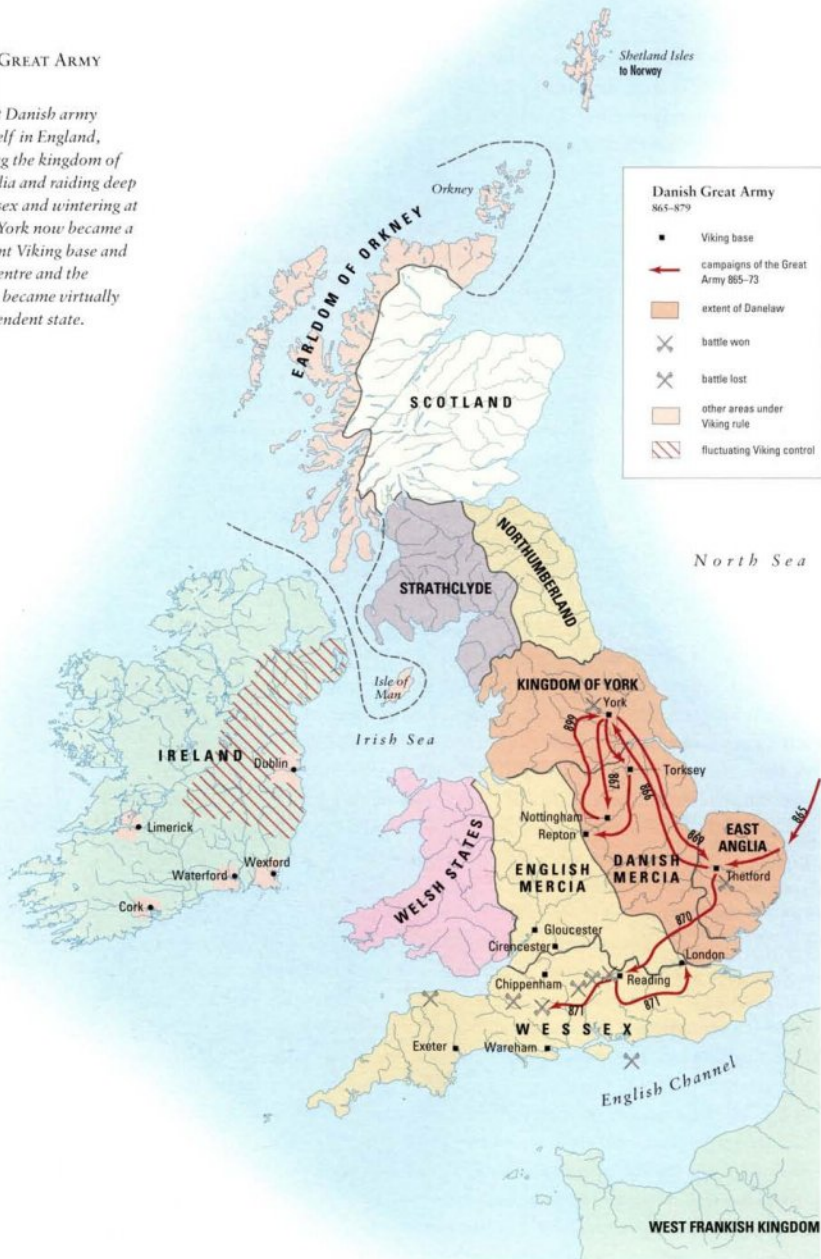 GREAT ARMY
Danish army
elf in England,
ng the kingdom of
lia and raiding deep
sex and wintering at
York now became a
nt Viking base and
entre and the
became virtually
endent state.
Shetland Isles
to Norway
Danish Great Army
865–879
Viking base
campaigns of the Great
Army 865–73
extent of Danelaw
battle won
battle lost
other areas under
Viking rule
fluctuating Viking control
Orkney
EARLDOM OF ORKNEY
SCOTLAND
North Sea
NORTHUMBERLAND
STRATHCLYDE
Isle of
Man
Irish Sea
KINGDOM OF YORK
York
IRELAND
Dublin
Limerick
Waterford
Wexford
Cork
Torksey
867
866
869
865
Nottingham
Repton
EAST
ANGLIA
Thetford
DANISH
MERCIA
ENGLISH
MERCIA
WELSH STATES
870
Gloucester
Cirencester
London
Chippenham
Reading
871
871
WESSEX
Exeter
Wareham
English Channel
WEST FRANKISH KINGDOM